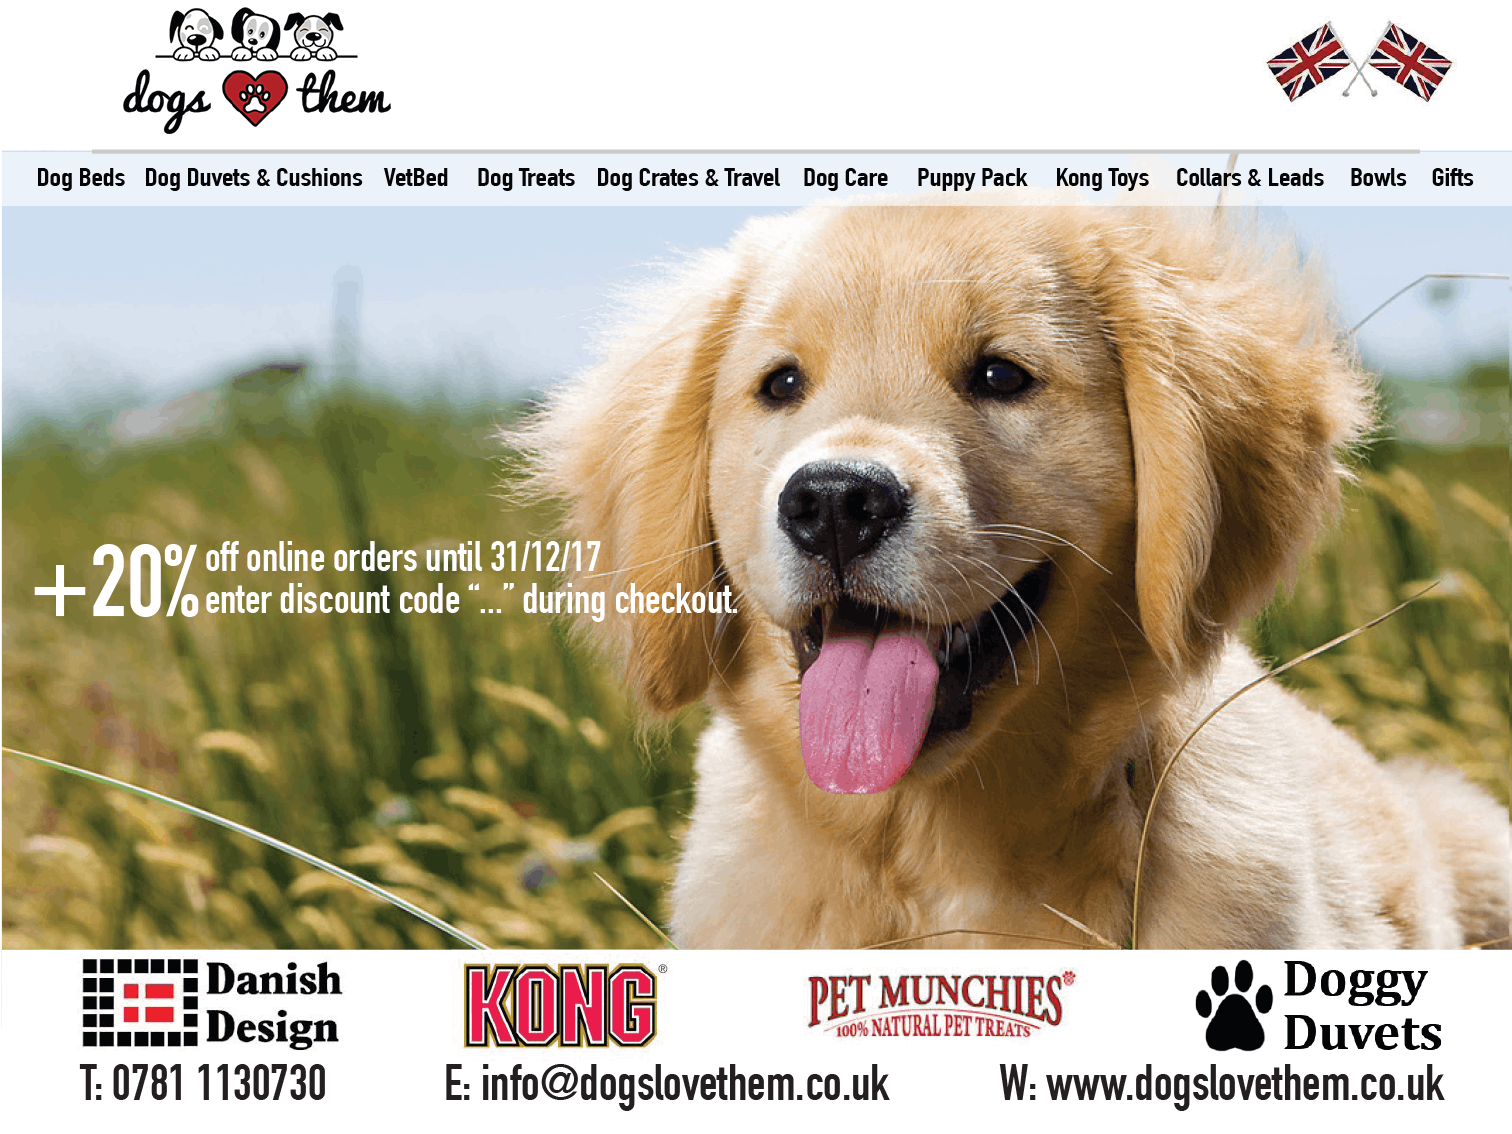 dogs them
Dog Beds Dog Duvets & Cushions VetBed Dog Treats Dog Crates & Travel Dog Care Puppy Pack Kong Toys Collars & Leads Bowls Gifts
+20% off online orders until 31/12/17
enter discount code “...” during checkout.
Danish
Design
KONG®
PET MUNCHIES
100% NATURAL PET TREATS
Doggy
Duvets
T: 0781 1130730 E: info@dogslovethem.co.uk W: www.dogslovethem.co.uk